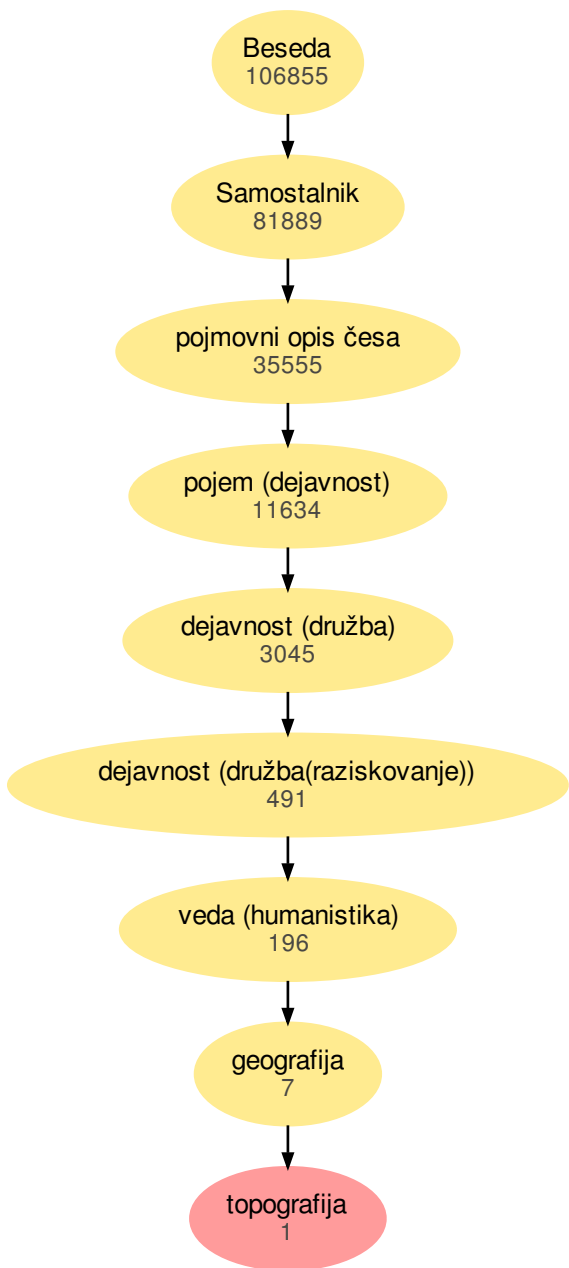 Beseda
106855
Samostalnik
81889
pojmovni opis česa
35555
pojem (dejavnost)
11634
dejavnost (družba)
3045
dejavnost (družba(raziskovanje))
491
veda (humanistika)
196
geografija
7
topografija
1